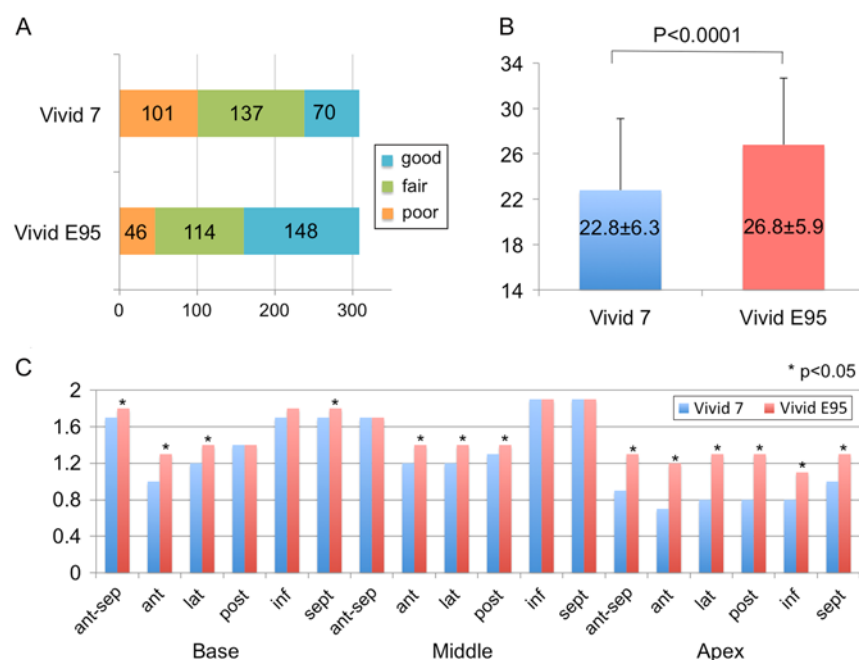 A
Vivid 7
101 137 70
Vivid E95
46 114 148
0 100 200 300
good
fair
poor
B
P<0.0001
34
30
26
22
18
14
22.8±6.3
26.8±5.9
Vivid 7 Vivid E95
C
* p<0.05
Vivid 7 Vivid E95
2
1.6
1.2
0.8
0.4
0
* * * * * * * * * * * * *
ant-sep ant lat post inf sept ant-sep ant lat post inf sept ant-sep ant lat post inf sept
Base Middle Apex